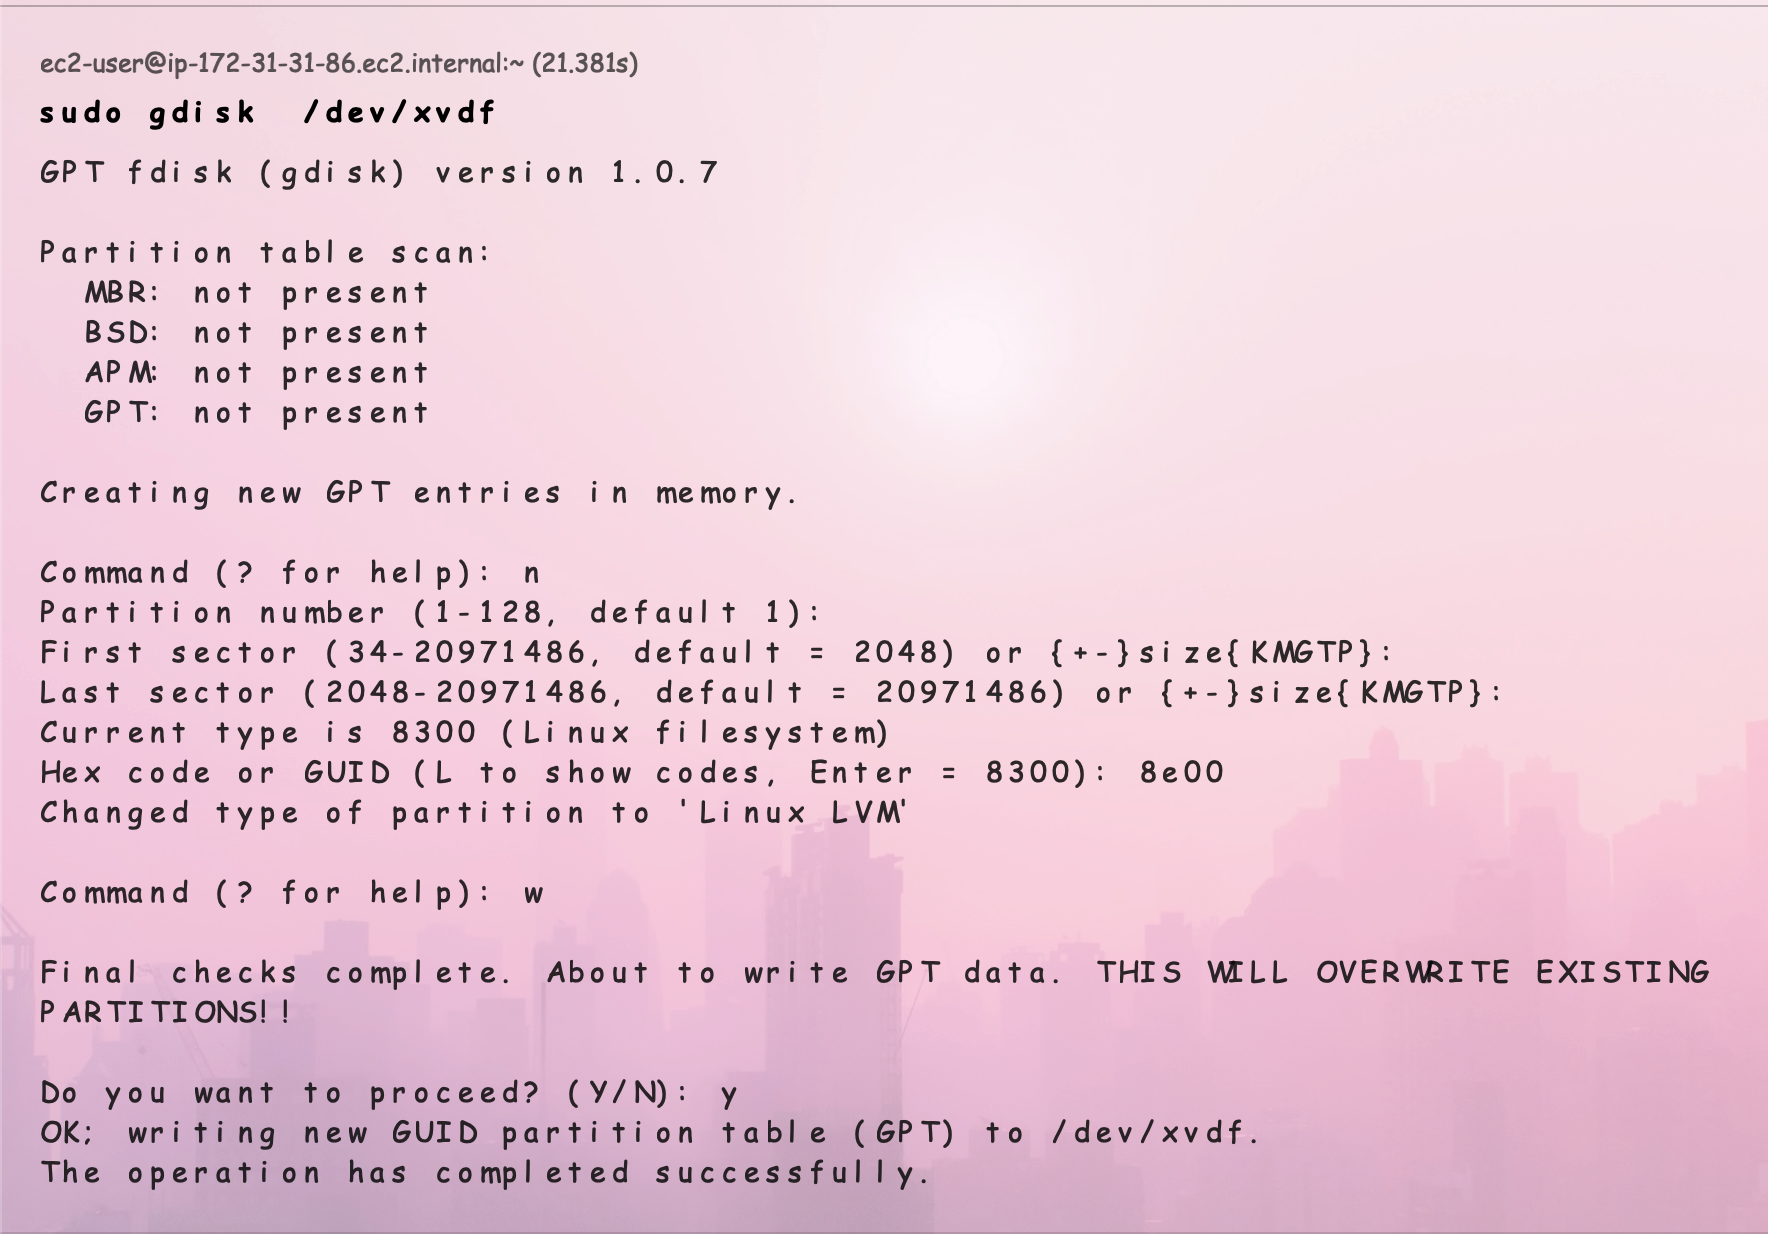 ec2-user@ip-172-31-31-86.ec2.internal:~ (21.381s)
sudo gdisk  /dev/xvdf
GPT fdisk (gdisk) version 1.0.7
Partition table scan:
  MBR: not present
  BSD: not present
  APM: not present
  GPT: not present
Creating new GPT entries in memory.
Command (? for help): n
Partition number (1-128, default 1):
First sector (34-20971486, default = 2048) or {+-}size{KMGTP}:
Last sector (2048-20971486, default = 20971486) or {+-}size{KMGTP}:
Current type is 8300 (Linux filesystem)
Hex code or GUID (L to show codes, Enter = 8300): 8e00
Changed type of partition to 'Linux LVM'
Command (? for help): w
Final checks complete. About to write GPT data. THIS WILL OVERWRITE EXISTING
PARTITIONS!!
Do you want to proceed? (Y/N): y
OK; writing new GUID partition table (GPT) to /dev/xvdf.
The operation has completed successfully.